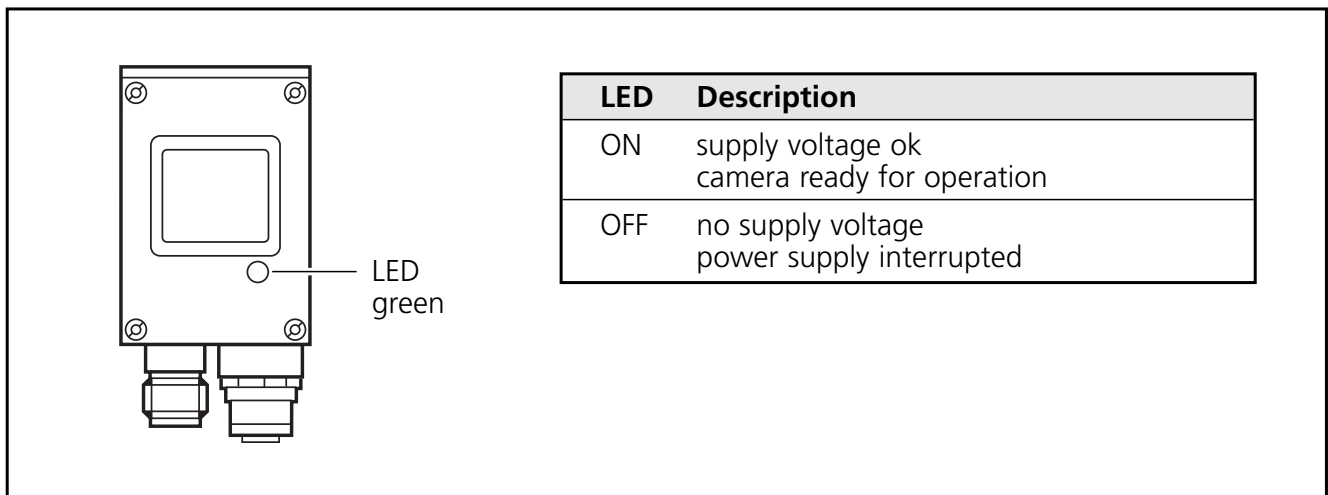 LED
green
LED Description
ON supply voltage ok
camera ready for operation
OFF no supply voltage
power supply interrupted